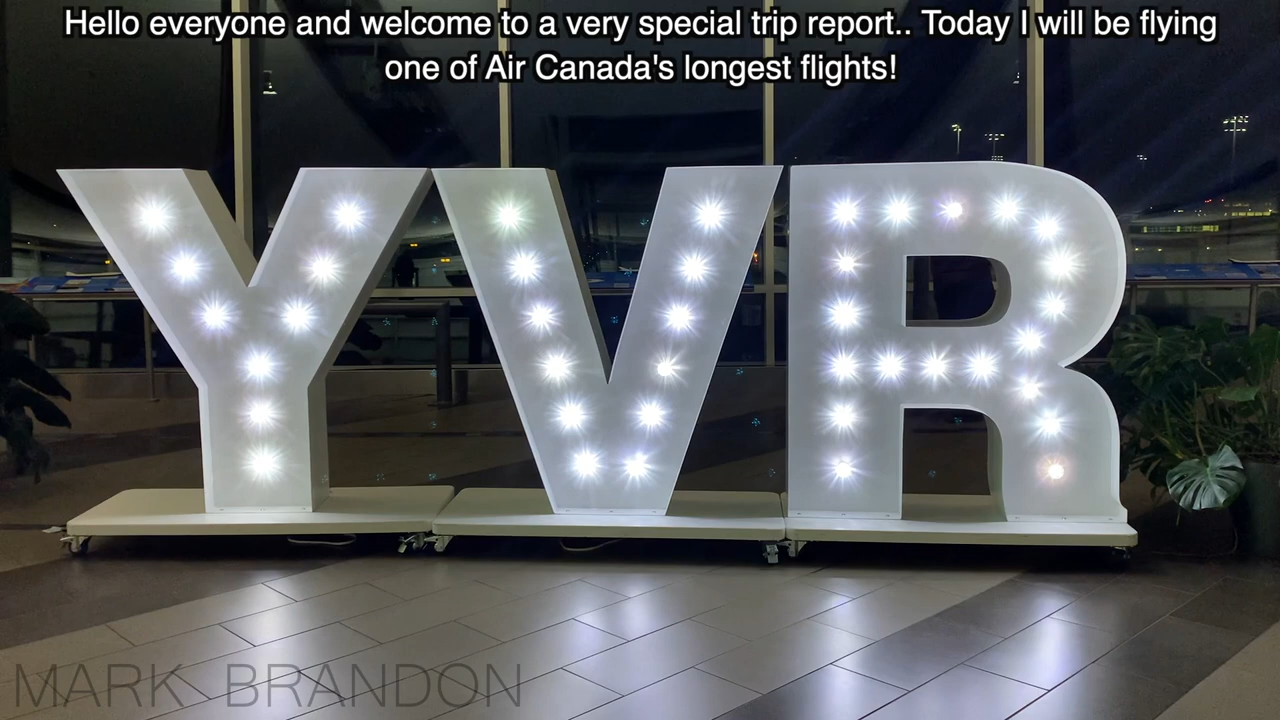 Hello everyone and welcome to a very special trip report.. Today I will be flying
one of Air Canada's longest flights!
YVR
MARK BRANDON